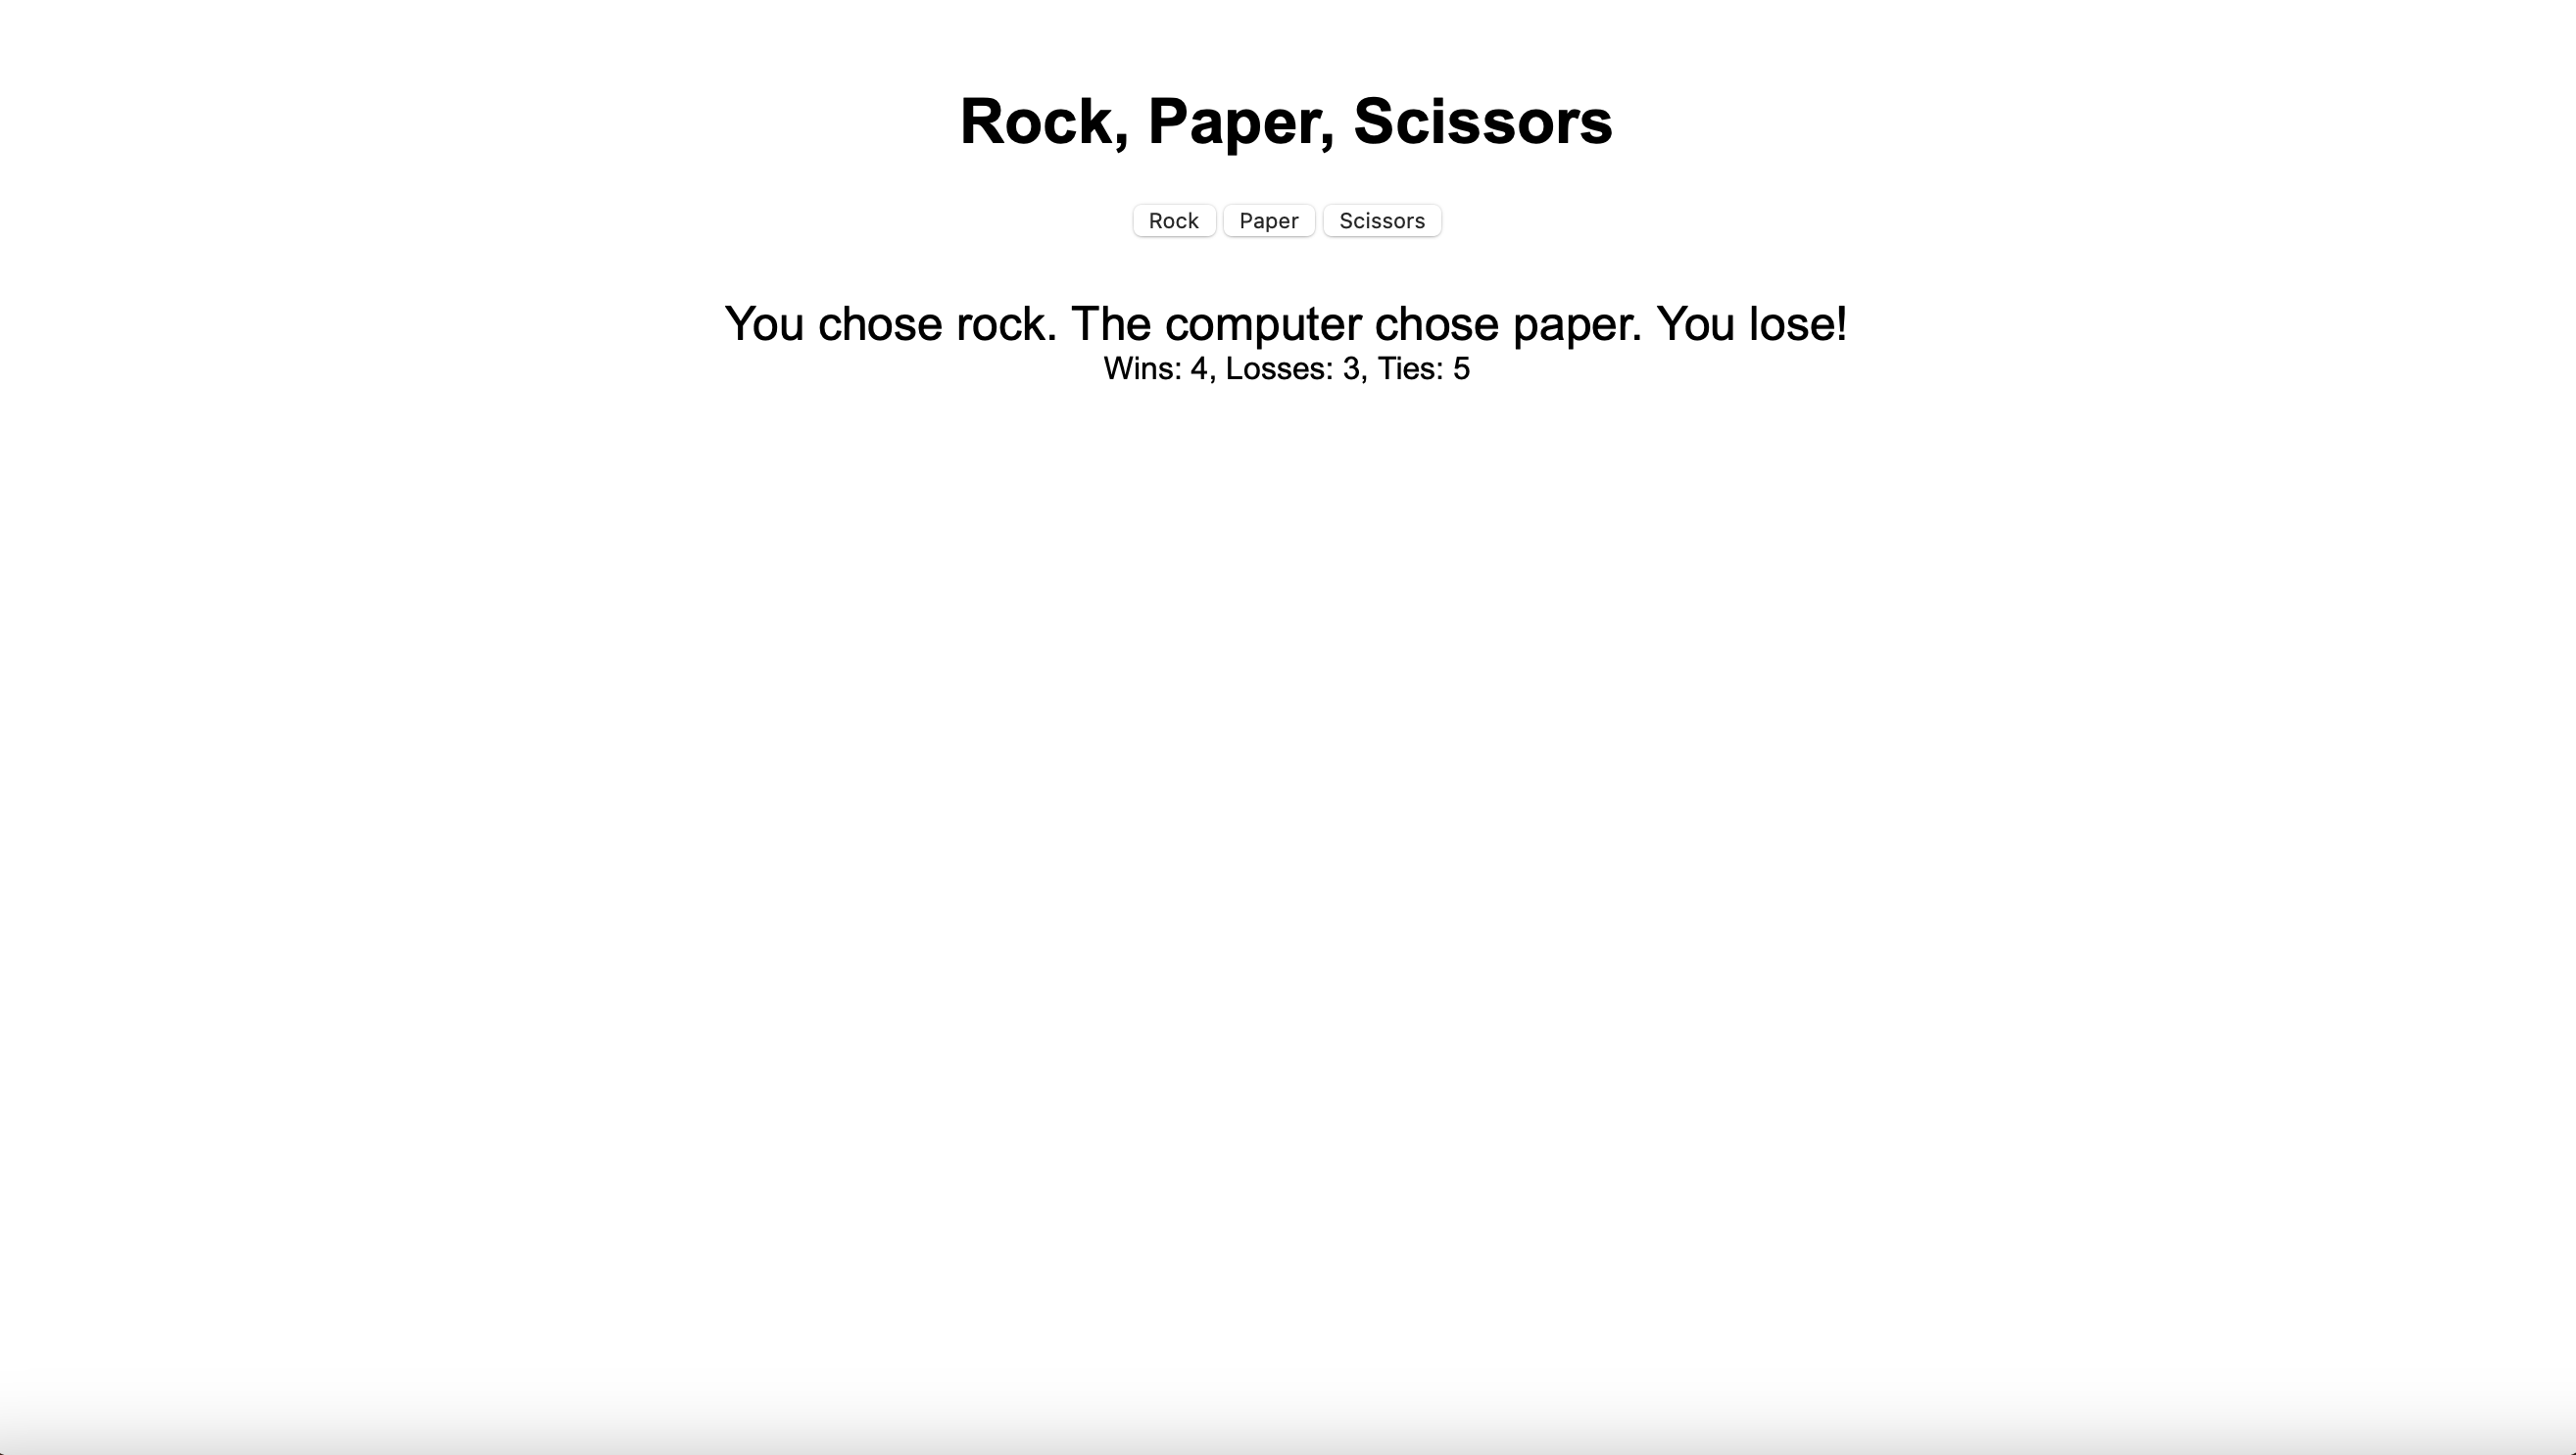 Rock, Paper, Scissors
Rock Paper Scissors
You chose rock. The computer chose paper. You lose!
Wins: 4, Losses: 3, Ties: 5